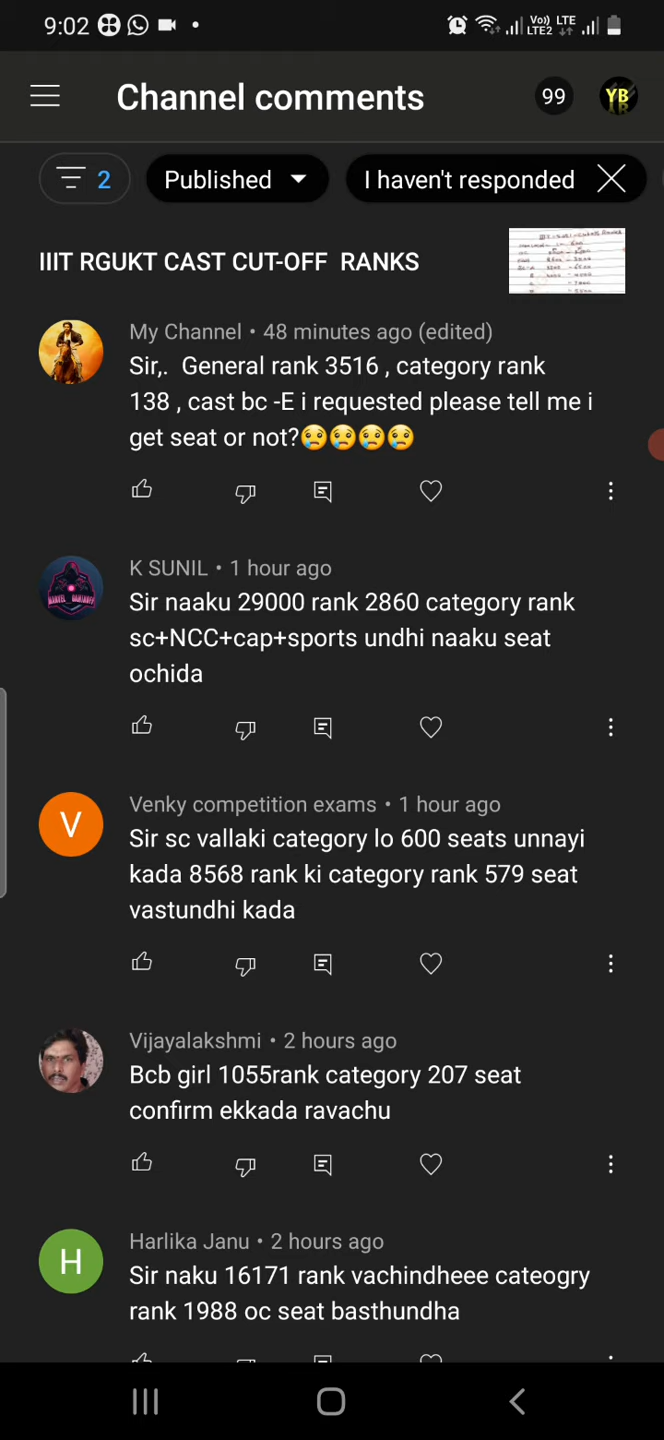 9:02
Vo)) LTE
LTE2
Channel comments
99
YB
2
Published
I haven't responded
IIIT RGUKT CAST CUT-OFF RANKS
My Channel • 48 minutes ago (edited)
Sir,. General rank 3516 , category rank
138 , cast bc -E i requested please tell me i
get seat or not?😢😢😢😢
K SUNIL • 1 hour ago
Sir naaku 29000 rank 2860 category rank
sc+NCC+cap+sports undhi naaku seat
ochida
V
Venky competition exams • 1 hour ago
Sir sc vallaki category lo 600 seats unnayi
kada 8568 rank ki category rank 579 seat
vastundhi kada
Vijayalakshmi • 2 hours ago
Bcb girl 1055rank category 207 seat
confirm ekkada ravachu
H
Harlika Janu • 2 hours ago
Sir naku 16171 rank vachindheee cateogry
rank 1988 oc seat basthundha